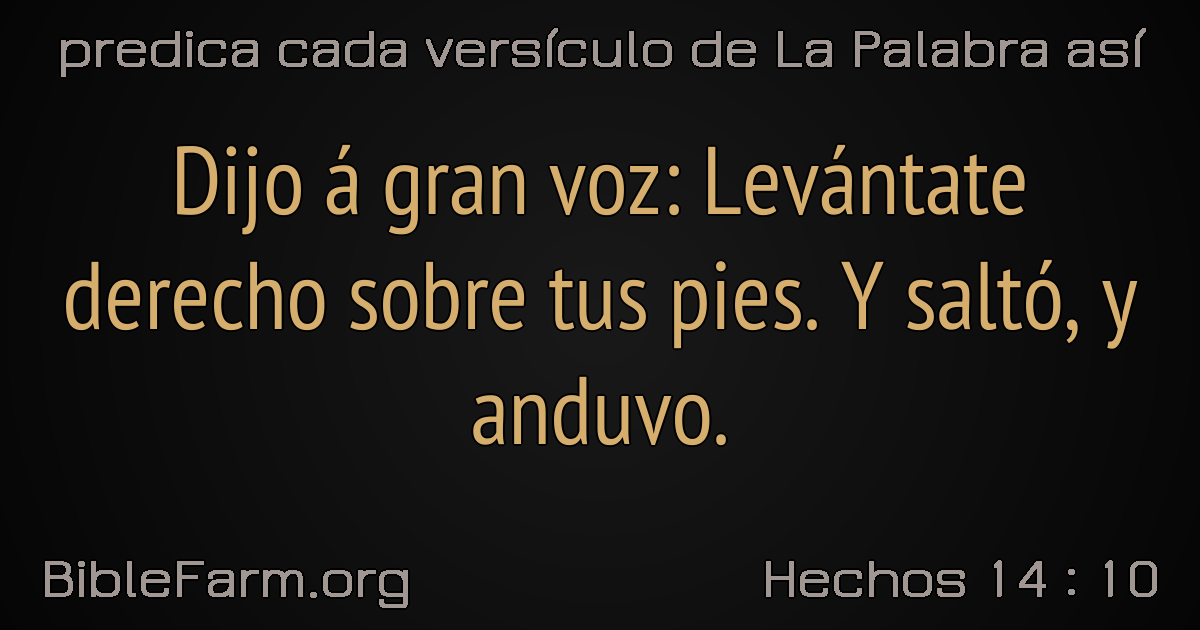 predica cada versículo de La Palabra así
Dijo á gran voz: Levántate
derecho sobre tus pies. Y saltó, y
anduvo.
BibleFarm.org
Hechos 14 : 10